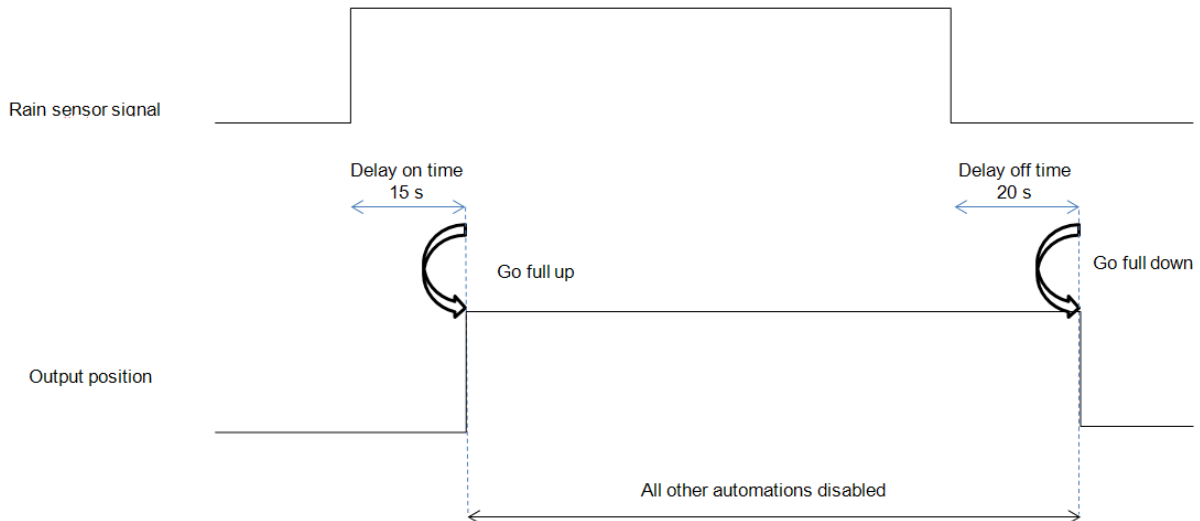 Rain sensor signal
Delay on time
15 s
Delay off time
20 s
Go full up
Go full down
Output position
All other automations disabled